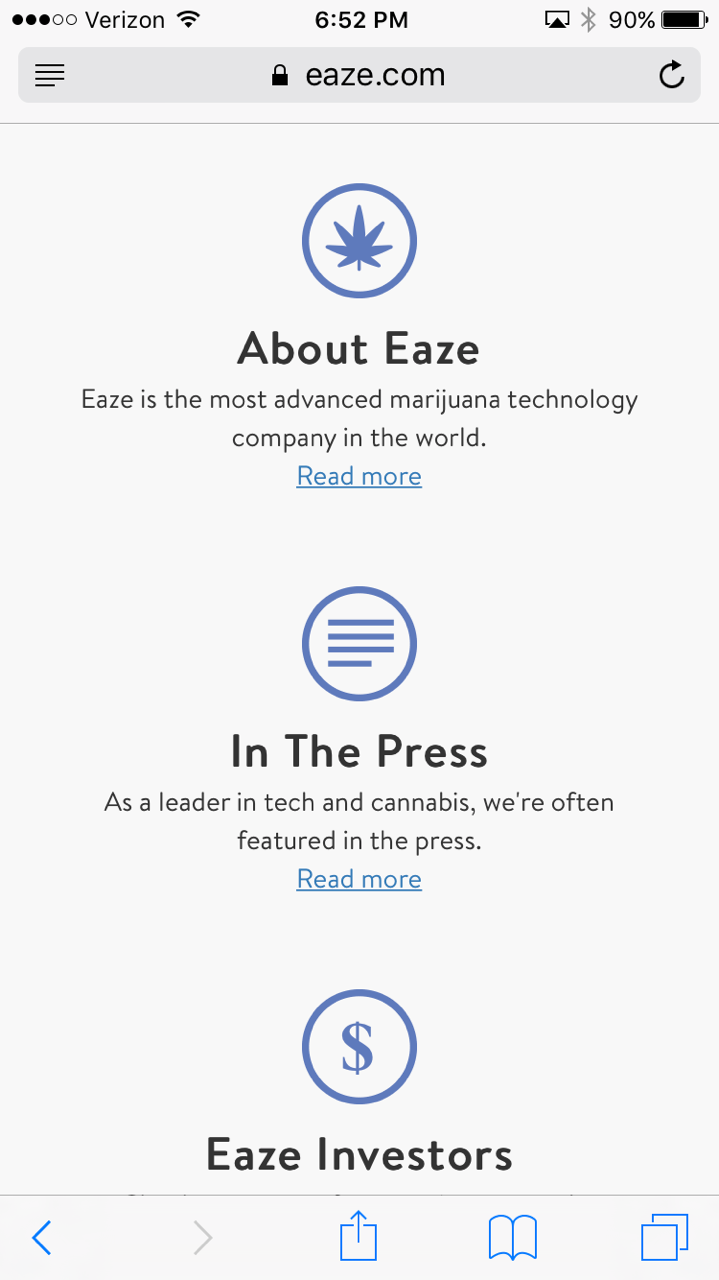 Verizon 6:52 PM 90%
eaze.com
About Eaze
Eaze is the most advanced marijuana technology
company in the world.
Read more
In The Press
As a leader in tech and cannabis, we're often
featured in the press.
Read more
$
Eaze Investors